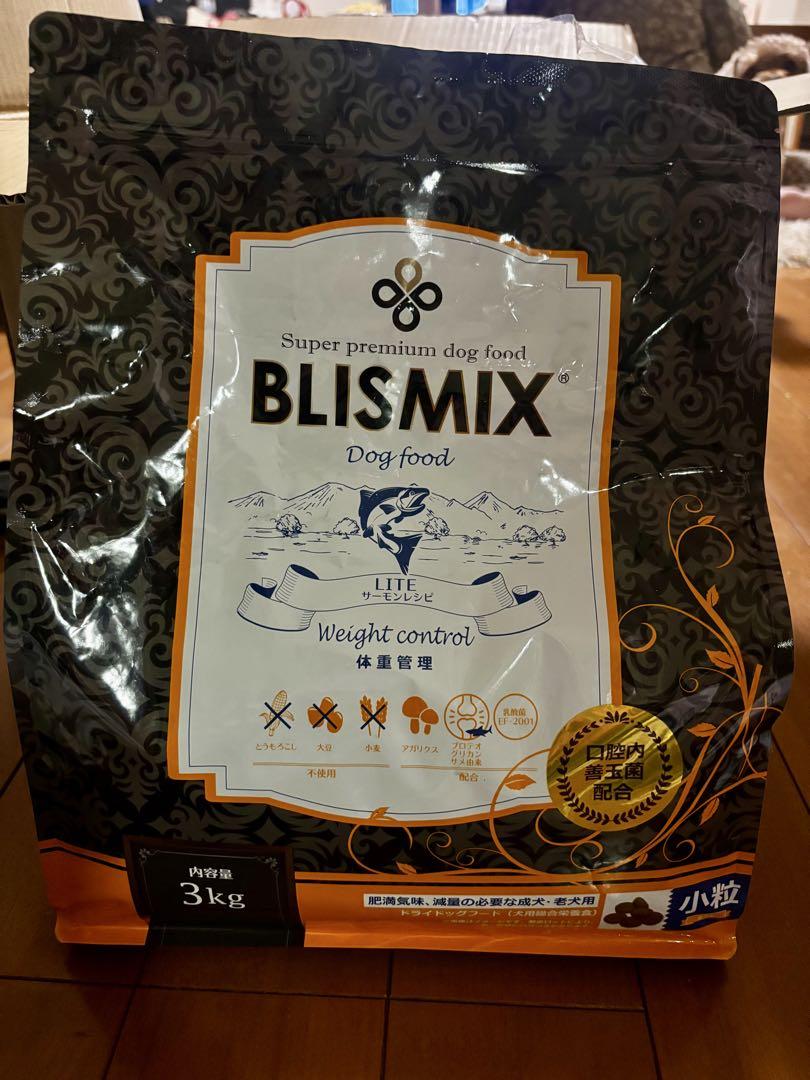 Super premium dog food
BLISMIX®
Dog food
LITE
サーモンレシピ
Weight control
体重管理
とうもろこし
大豆
小麦
不使用
アガリクス
プロテオ
グリカン
サメ由来
乳酸菌
EF-2001
配合
口腔内
善玉菌
配合
内容量
3kg
肥満気味、減量の必要な成犬・老犬用
ドライドッグフード(犬用総合栄養食)
小粒